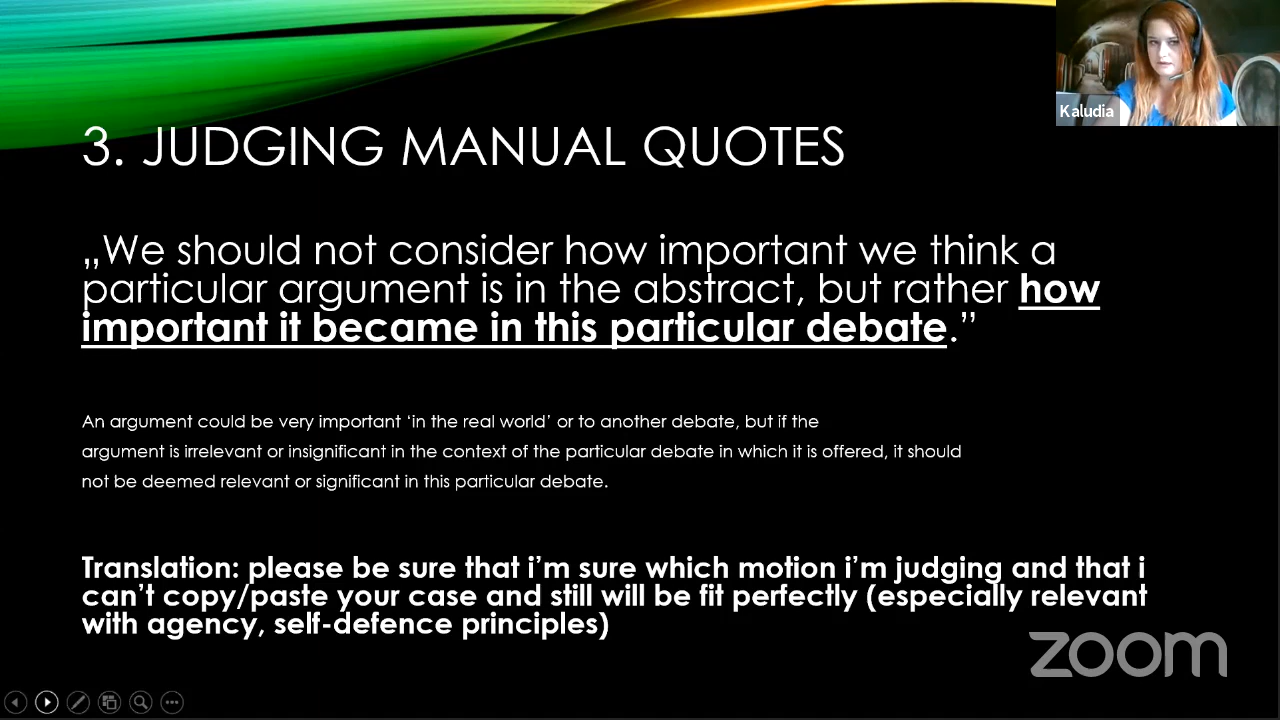 Kaludia
3. JUDGING MANUAL QUOTES
„We should not consider how important we think a
particular argument is in the abstract, but rather how
important it became in this particular debate.”
An argument could be very important ‘in the real world’ or to another debate, but if the
argument is irrelevant or insignificant in the context of the particular debate in which it is offered, it should
not be deemed relevant or significant in this particular debate.
Translation: please be sure that i’m sure which motion i’m judging and that i
can’t copy/paste your case and still will be fit perfectly (especially relevant
with agency, self-defence principles)
zoom